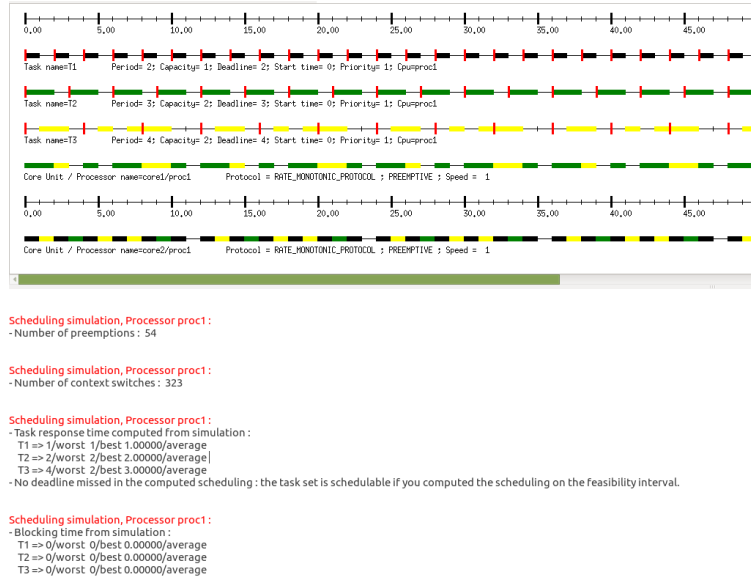 0,00 5,00 10,00 15,00 20,00 25,00 30,00 35,00 40,00 45,00
Task name=T1 Period= 2; Capacity= 1; Deadline= 2; Start time= 0; Priority= 1; Cpu=proc1
Task name=T2 Period= 3; Capacity= 2; Deadline= 3; Start time= 0; Priority= 1; Cpu=proc1
Task name=T3 Period= 4; Capacity= 2; Deadline= 4; Start time= 0; Priority= 1; Cpu=proc1
Core Unit / Processor name=core1/proc1 Protocol = RATE_MONOTONIC_PROTOCOL ; PREEMPTIVE ; Speed = 1
0,00 5,00 10,00 15,00 20,00 25,00 30,00 35,00 40,00 45,00
Core Unit / Processor name=core2/proc1 Protocol = RATE_MONOTONIC_PROTOCOL ; PREEMPTIVE ; Speed = 1
Scheduling simulation, Processor proc1 :
- Number of preemptions : 54
Scheduling simulation, Processor proc1 :
- Number of context switches : 323
Scheduling simulation, Processor proc1 :
- Task response time computed from simulation :
T1 => 1/worst 1/best 1.00000/average
T2 => 2/worst 2/best 2.00000/average
T3 => 4/worst 2/best 3.00000/average
- No deadline missed in the computed scheduling : the task set is schedulable if you computed the scheduling on the feasibility interval.
Scheduling simulation, Processor proc1 :
- Blocking time from simulation :
T1 => 0/worst 0/best 0.00000/average
T2 => 0/worst 0/best 0.00000/average
T3 => 0/worst 0/best 0.00000/average